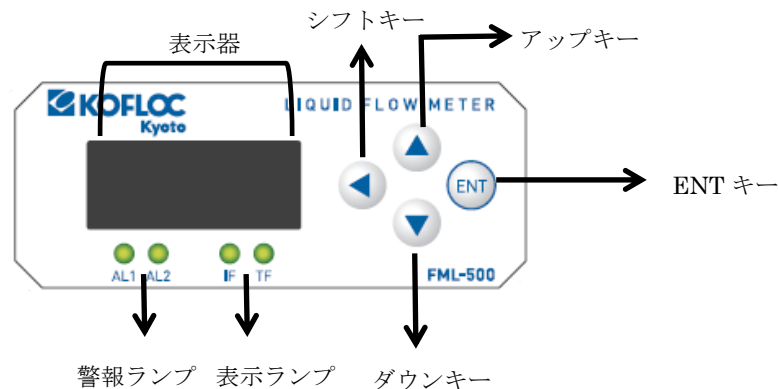 シフトキー
表示器
アップキー
KOFLOC
Kyoto
LIQUID FLOW METER
ENT
ENT キー
AL1 AL2 IF TF
FML-500
警報ランプ 表示ランプ ダウンキー